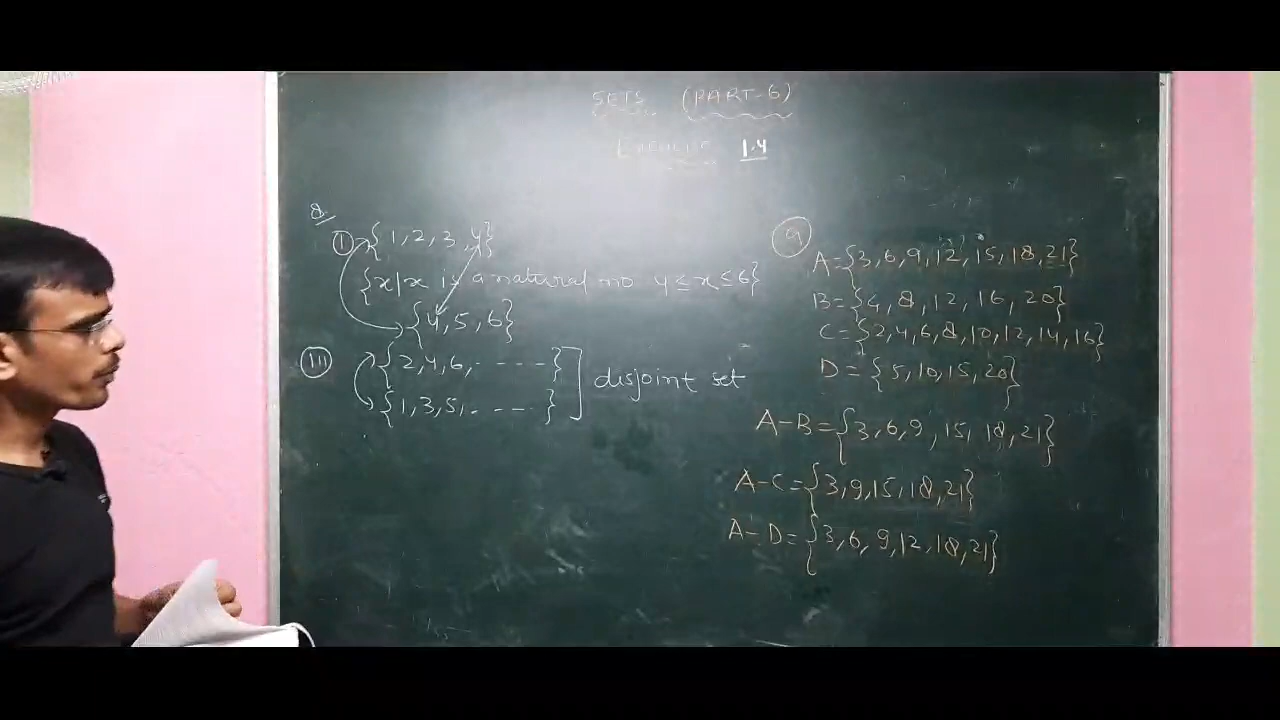 SETS (PART-6)
EXERCISE 1.4
8.
(I) {1,2,3,4}
{x/x is a natural no 4≤x≤6}
{4,5,6}
(III) {2,4,6,------}
{1,3,5,-----}
disjoint set
(9)
A={3,6,9,12,15,18,21}
B={4,8,12,16,20}
C={2,4,6,8,10,12,14,16}
D={5,10,15,20}
A-B={3,6,9,15,18,21}
A-C={3,9,15,18,21}
A-D={3,6,9,12,18,21}